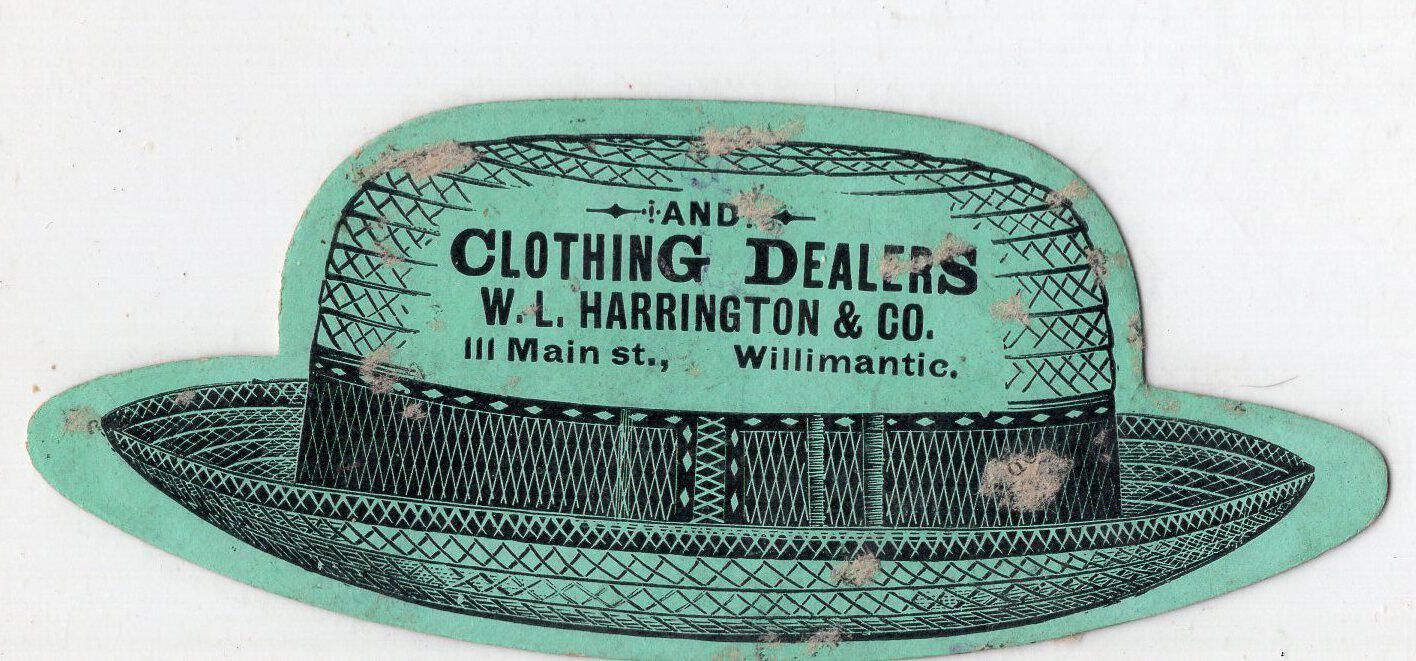 AND
CLOTHING DEALERS
W. L. HARRINGTON & CO.
111 Main st., Willimantic.